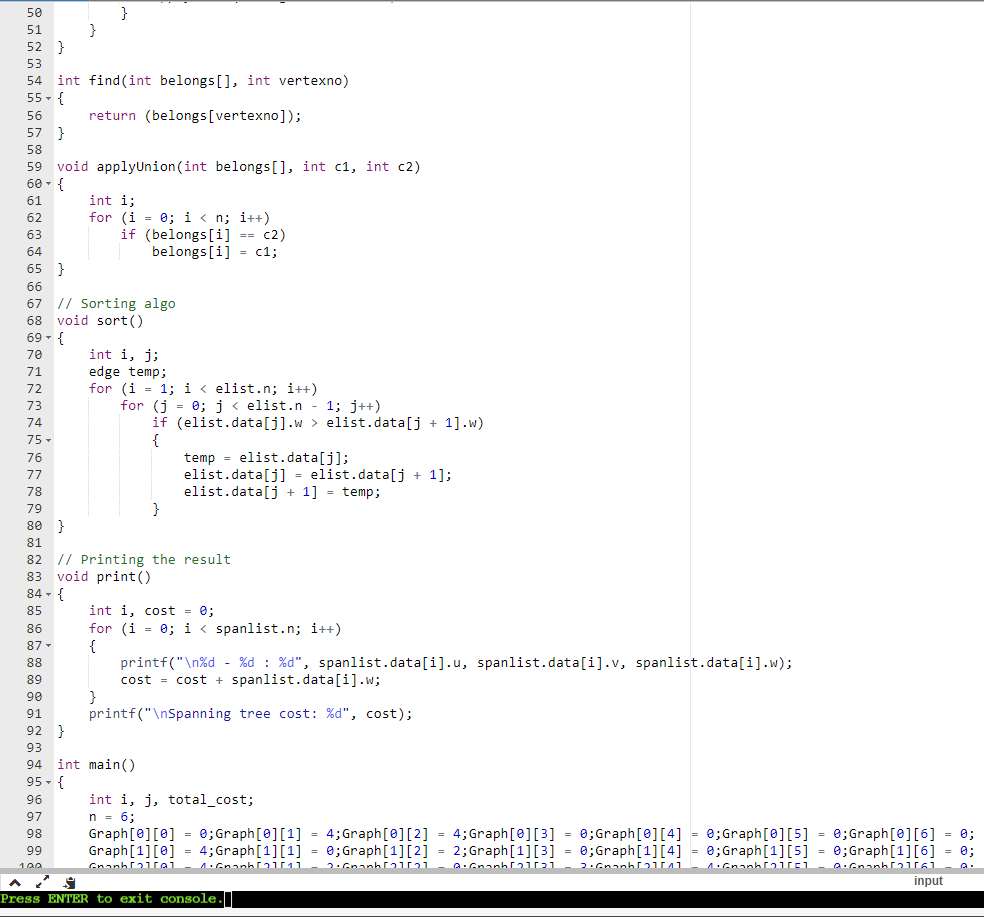 50 }
51 }
52 }
53
54 int find(int belongs[], int vertexno)
55 {
56 return (belongs[vertexno]);
57 }
58
59 void applyUnion(int belongs[], int c1, int c2)
60 {
61 int i;
62 for (i = 0; i < n; i++)
63 if (belongs[i] == c2)
64 belongs[i] = c1;
65 }
66
67 // Sorting algo
68 void sort()
69 {
70 int i, j;
71 edge temp;
72 for (i = 1; i < elist.n; i++)
73 for (j = 0; j < elist.n - 1; j++)
74 if (elist.data[j].w > elist.data[j + 1].w)
75 {
76 temp = elist.data[j];
77 elist.data[j] = elist.data[j + 1];
78 elist.data[j + 1] = temp;
79 }
80 }
81
82 // Printing the result
83 void print()
84 {
85 int i, cost = 0;
86 for (i = 0; i < spanlist.n; i++)
87 {
88 printf("\n%d - %d : %d", spanlist.data[i].u, spanlist.data[i].v, spanlist.data[i].w);
89 cost = cost + spanlist.data[i].w;
90 }
91 printf("\nSpanning tree cost: %d", cost);
92 }
93
94 int main()
95 {
96 int i, j, total_cost;
97 n = 6;
98 Graph[0][0] = 0;Graph[0][1] = 4;Graph[0][2] = 4;Graph[0][3] = 0;Graph[0][4] = 0;Graph[0][5] = 0;Graph[0][6] = 0;
99 Graph[1][0] = 4;Graph[1][1] = 0;Graph[1][2] = 2;Graph[1][3] = 0;Graph[1][4] = 0;Graph[1][5] = 0;Graph[1][6] = 0;
input
Press ENTER to exit console.